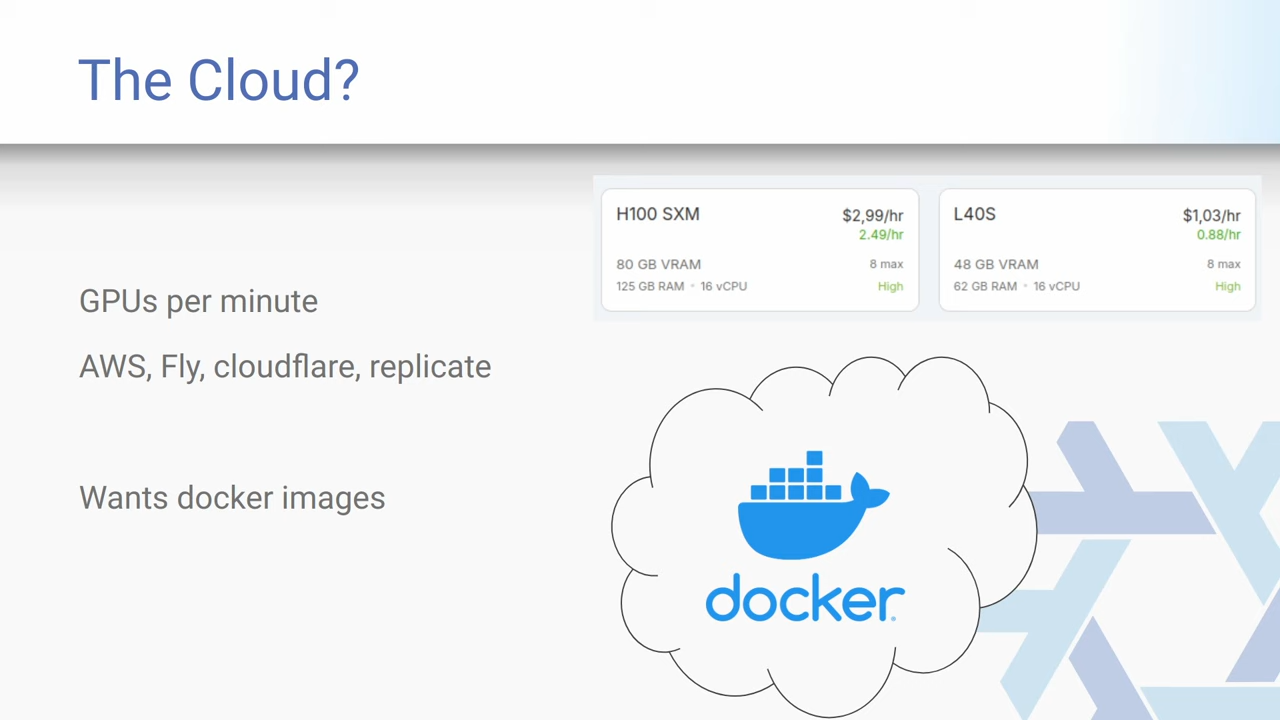 The Cloud?
GPUs per minute
AWS, Fly, cloudflare, replicate
Wants docker images
H100 SXM $2,99/hr
2.49/hr
80 GB VRAM 8 max
125 GB RAM • 16 vCPU High
L40S $1,03/hr
0.88/hr
48 GB VRAM 8 max
62 GB RAM • 16 vCPU High
docker